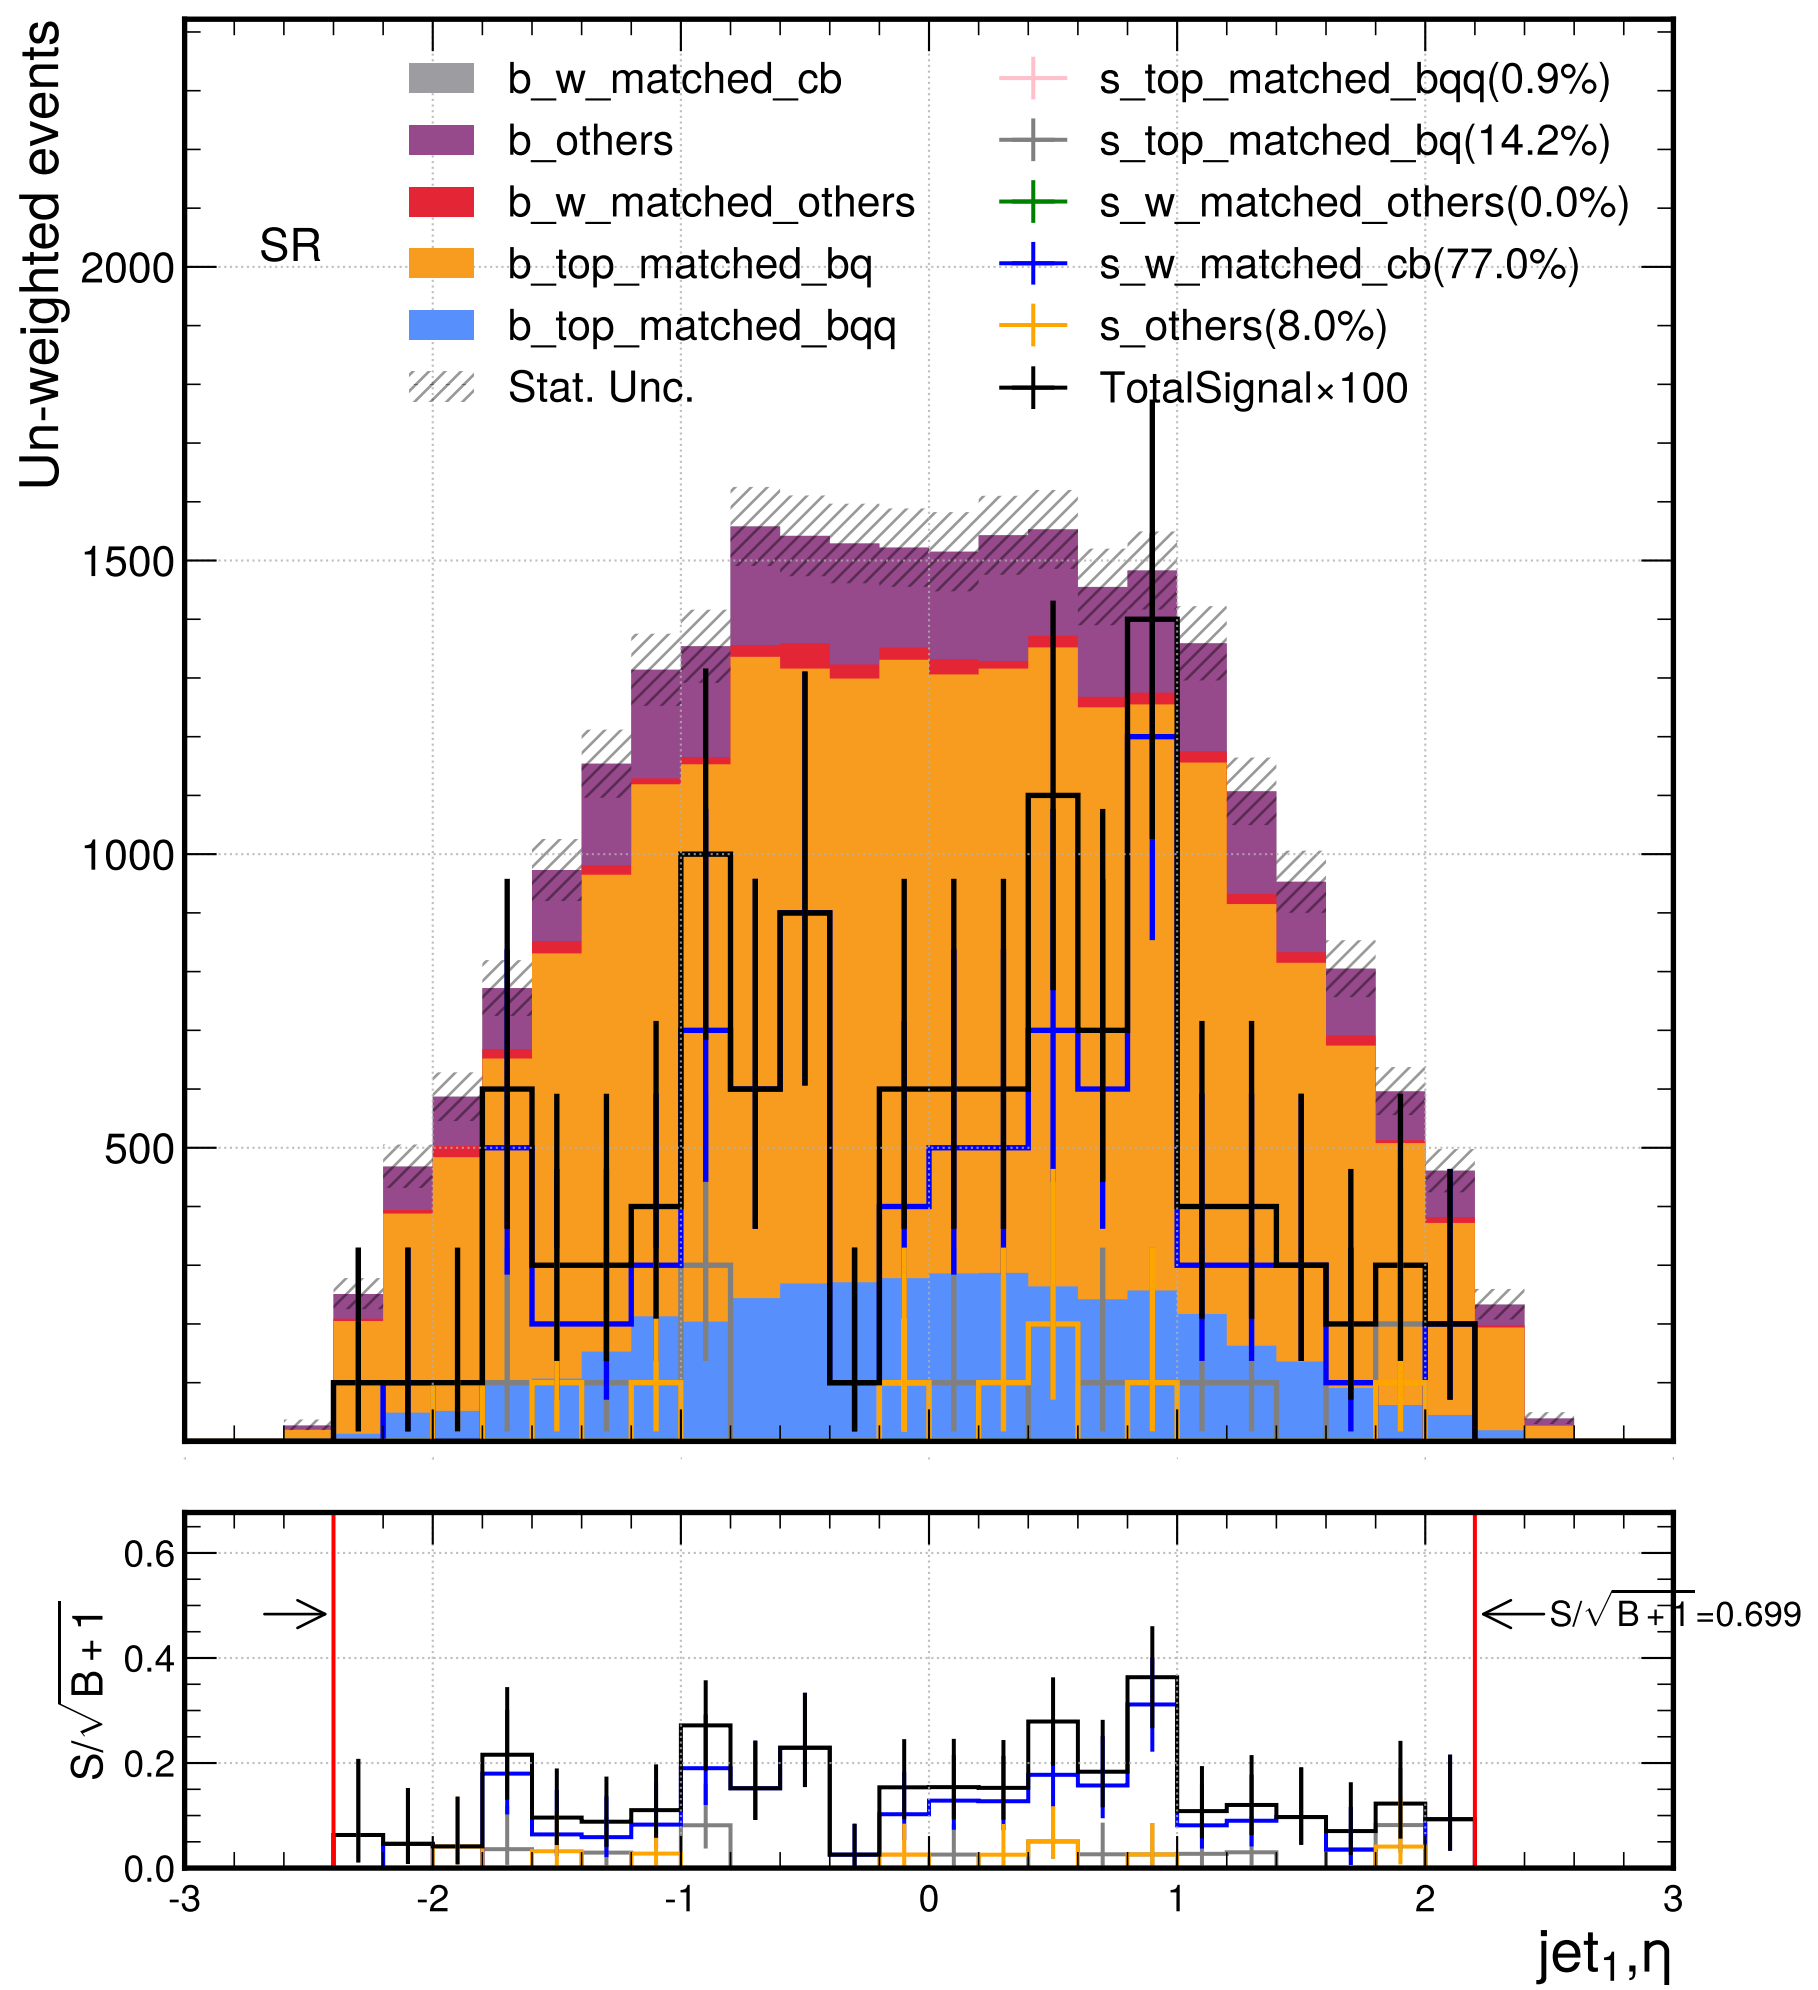 Un-weighted events
b_w_matched_cb
b_others
b_w_matched_others
b_top_matched_bq
b_top_matched_bqq
Stat. Unc.
s_top_matched_bqq(0.9%)
s_top_matched_bq(14.2%)
s_w_matched_others(0.0%)
s_w_matched_cb(77.0%)
s_others(8.0%)
TotalSignal×100
SR
2000
1500
1000
500
S/√B+1
0.6
0.4
0.2
0.0
S/√B+1=0.699
-3 -2 -1 0 1 2 3
jet₁,η